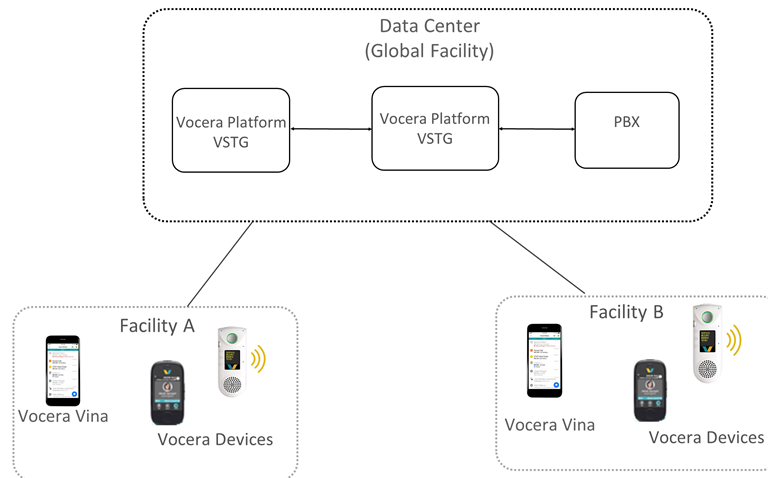 Data Center
(Global Facility)
Vocera Platform
VSTG
Vocera Platform
VSTG
PBX
Facility A
Vocera Vina
Vocera Devices
Facility B
Vocera Vina
Vocera Devices